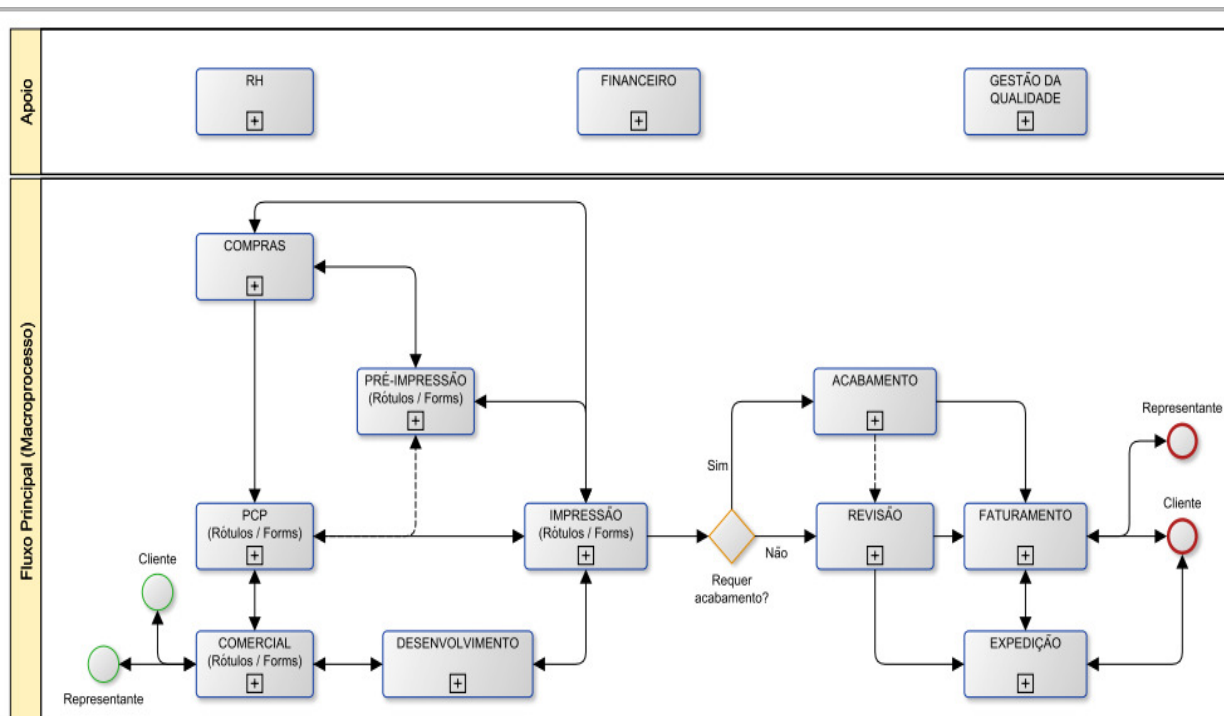 Apoio
RH
FINANCEIRO
GESTÃO DA
QUALIDADE
Fluxo Principal (Macroprocesso)
COMPRAS
PRÉ-IMPRESSÃO
(Rótulos / Forms)
ACABAMENTO
Representante
Sim
PCP
(Rótulos / Forms)
IMPRESSÃO
(Rótulos / Forms)
REVISÃO
FATURAMENTO
Cliente
Não
Cliente
Requer
acabamento?
COMERCIAL
(Rótulos / Forms)
DESENVOLVIMENTO
EXPEDIÇÃO
Representante